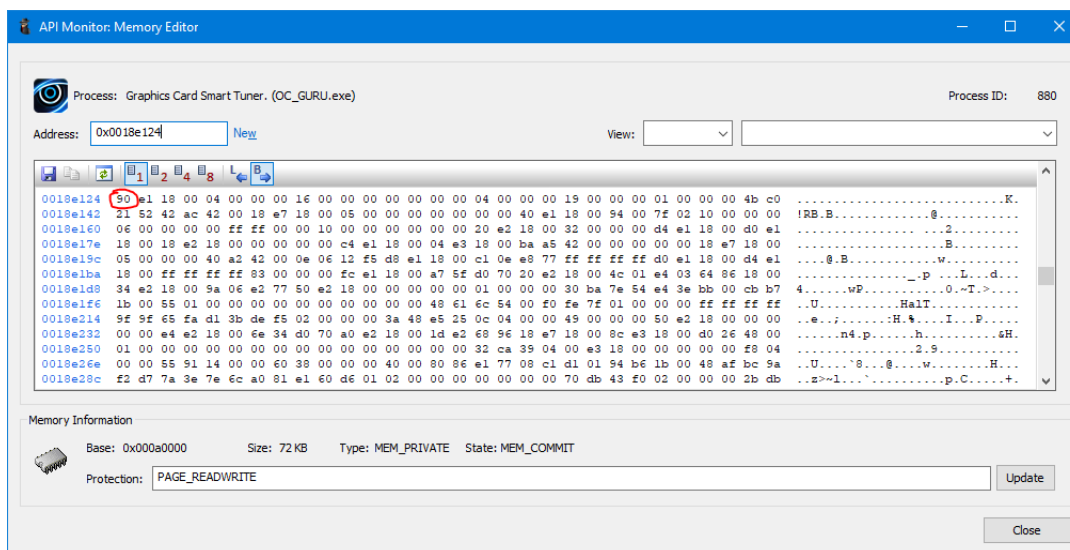 API Monitor: Memory Editor
Process: Graphics Card Smart Tuner. (OC_GURU.exe) Process ID: 880
Address: 0x0018e124 New View:
1 2 4 8 L B
0018e124 90 e1 18 00 04 00 00 00 16 00 00 00 00 00 00 00 04 00 00 00 19 00 00 00 01 00 00 00 4b c0 ............................K.
0018e142 21 52 42 ac 42 00 18 e7 18 00 05 00 00 00 00 00 00 00 40 e1 18 00 94 00 7f 02 10 00 00 00 !RB.B.............@...........
0018e160 06 00 00 00 00 ff ff 00 00 10 00 00 00 00 00 00 20 e2 18 00 32 00 00 00 d4 e1 18 00 d0 e1 ................ ...2.........
0018e17e 18 00 18 e2 18 00 00 00 00 00 c4 e1 18 00 04 e3 18 00 ba a5 42 00 00 00 00 00 18 e7 18 00 ....................B.........
0018e19c 05 00 00 00 40 a2 42 00 0e 06 12 f5 d8 e1 18 00 c1 0e e8 77 ff ff ff ff d0 e1 18 00 d4 e1 ....@.B............w..........
0018e1ba 18 00 ff ff ff ff 83 00 00 00 fc e1 18 00 a7 5f d0 70 20 e2 18 00 4c 01 e4 03 64 86 18 00 ..............._.p ...L...d...
0018e1d8 34 e2 18 00 9a 06 e2 77 50 e2 18 00 00 00 00 00 01 00 00 00 30 ba 7e 54 e4 3e bb 00 cb b7 4......wP...........0.~T.>....
0018e1f6 1b 00 55 01 00 00 00 00 00 00 00 00 00 00 48 61 6c 54 00 f0 fe 7f 01 00 00 00 ff ff ff ff ..U...........HalT............
0018e214 9f 9f 65 fa d1 3b de f5 02 00 00 00 3a 48 e5 25 0c 04 00 00 49 00 00 00 50 e2 18 00 00 00 ..e..;......:H.%....I...P.....
0018e232 00 00 e4 e2 18 00 6e 34 d0 70 a0 e2 18 00 1d e2 68 96 18 e7 18 00 8c e3 18 00 d0 26 48 00 ......n4.p......h..........&H.
0018e250 01 00 00 00 00 00 00 00 00 00 00 00 00 00 00 00 32 ca 39 04 00 e3 18 00 00 00 00 00 f8 04 ................2.9...........
0018e26e 00 00 55 91 14 00 00 60 38 00 00 00 40 00 80 86 e1 77 08 c1 d1 01 94 b6 1b 00 48 af bc 9a ..U....`8...@....w........H...
0018e28c f2 d7 7a 3e 7e 6c a0 81 e1 60 d6 01 02 00 00 00 00 00 00 00 70 db 43 f0 02 00 00 00 2b db ..z>~l...`..........p.C.....+.
Memory Information
Base: 0x000a0000 Size: 72 KB Type: MEM_PRIVATE State: MEM_COMMIT
Protection: PAGE_READWRITE Update
Close